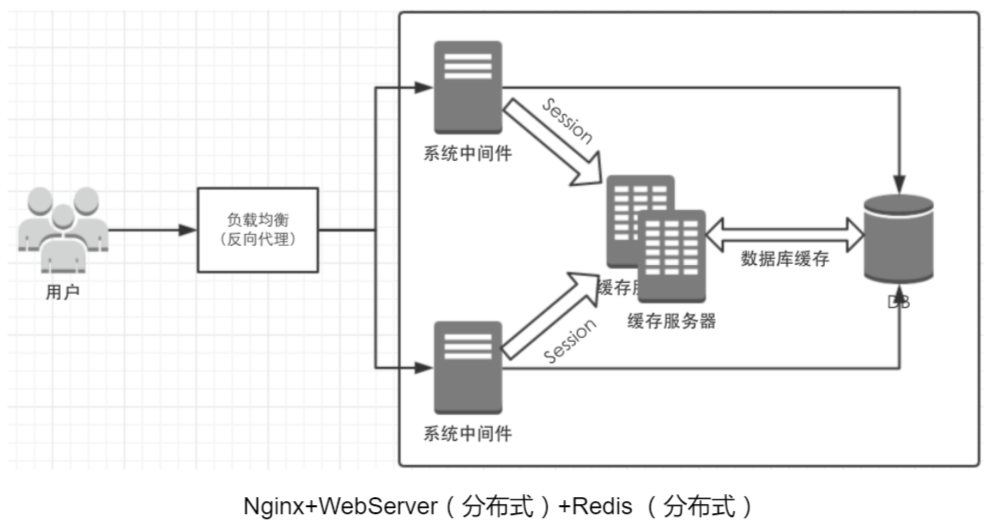 Session
系统中间件
负载均衡
（反向代理）
用户
数据库缓存
缓存服
DB
缓存服务器
Session
系统中间件
Nginx+WebServer（分布式）+Redis （分布式）